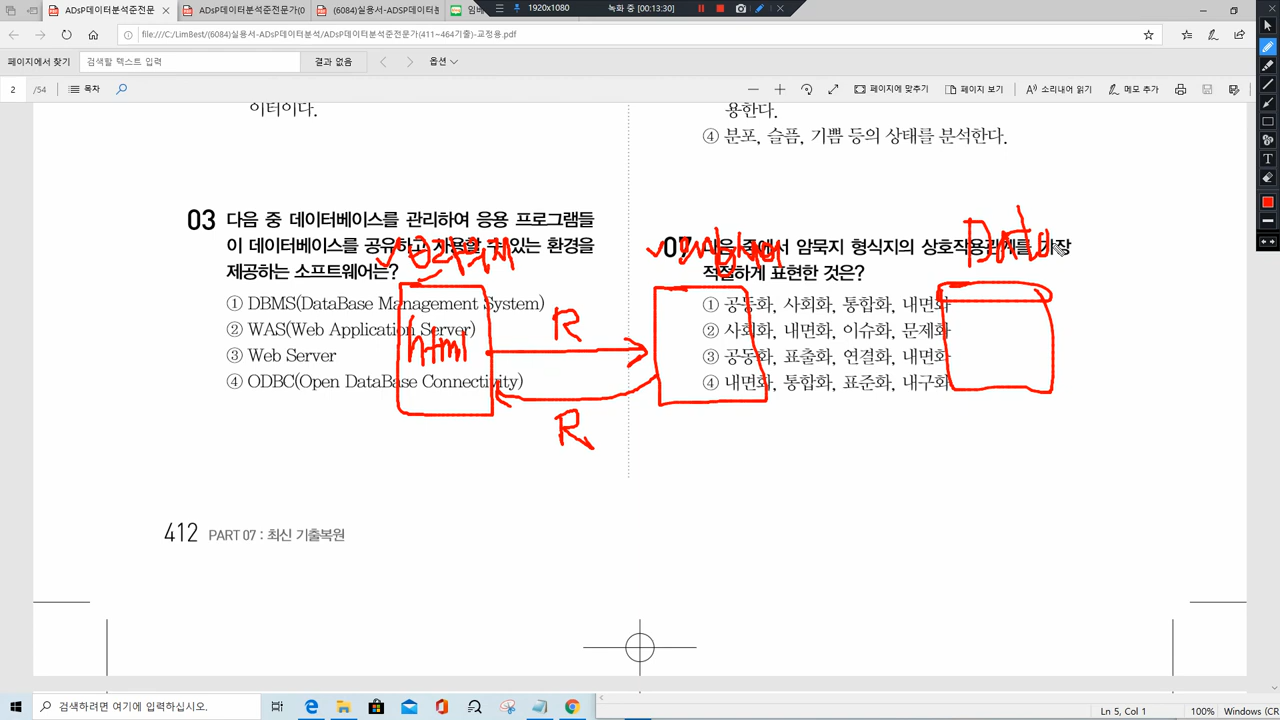 ADsP데이터분석준전문
ADsP데이터분석준전문가(0
(6084)실용서-ADsP데이터
1920x1080
녹화 중 [00:13:30]
file:///C:/LimBest/(6084)실용서-ADsP데이터분석/ADsP데이터분석준전문가(411~464기출)-교정용.pdf
페이지에서 찾기
검색할 텍스트 입력
결과 없음
옵션
2
/54
목차
페이지에 맞추기
페이지 보기
소리내어 읽기
메모 추가
이터이다.
용한다.
④ 분포, 슬픔, 기쁨 등의 상태를 분석한다.
03 다음 중 데이터베이스를 관리하여 응용 프로그램들
이 데이터베이스를 공유하고 사용할 수 있는 환경을
제공하는 소프트웨어는?
① DBMS(DataBase Management System)
② WAS(Web Application Server)
③ Web Server
④ ODBC(Open DataBase Connectivity)
07 다음 중에서 암묵지 형식지의 상호작용관계를 가장
적절하게 표현한 것은?
① 공동화, 사회화, 통합화, 내면화
② 사회화, 내면화, 이슈화, 문제화
③ 공동화, 표출화, 연결화, 내면화
④ 내면화, 통합화, 표준화, 내구화
html
R
R
Data
412 PART 07 : 최신 기출복원
검색하려면 여기에 입력하십시오.
Ln 5, Col 1
100%
Windows (CR